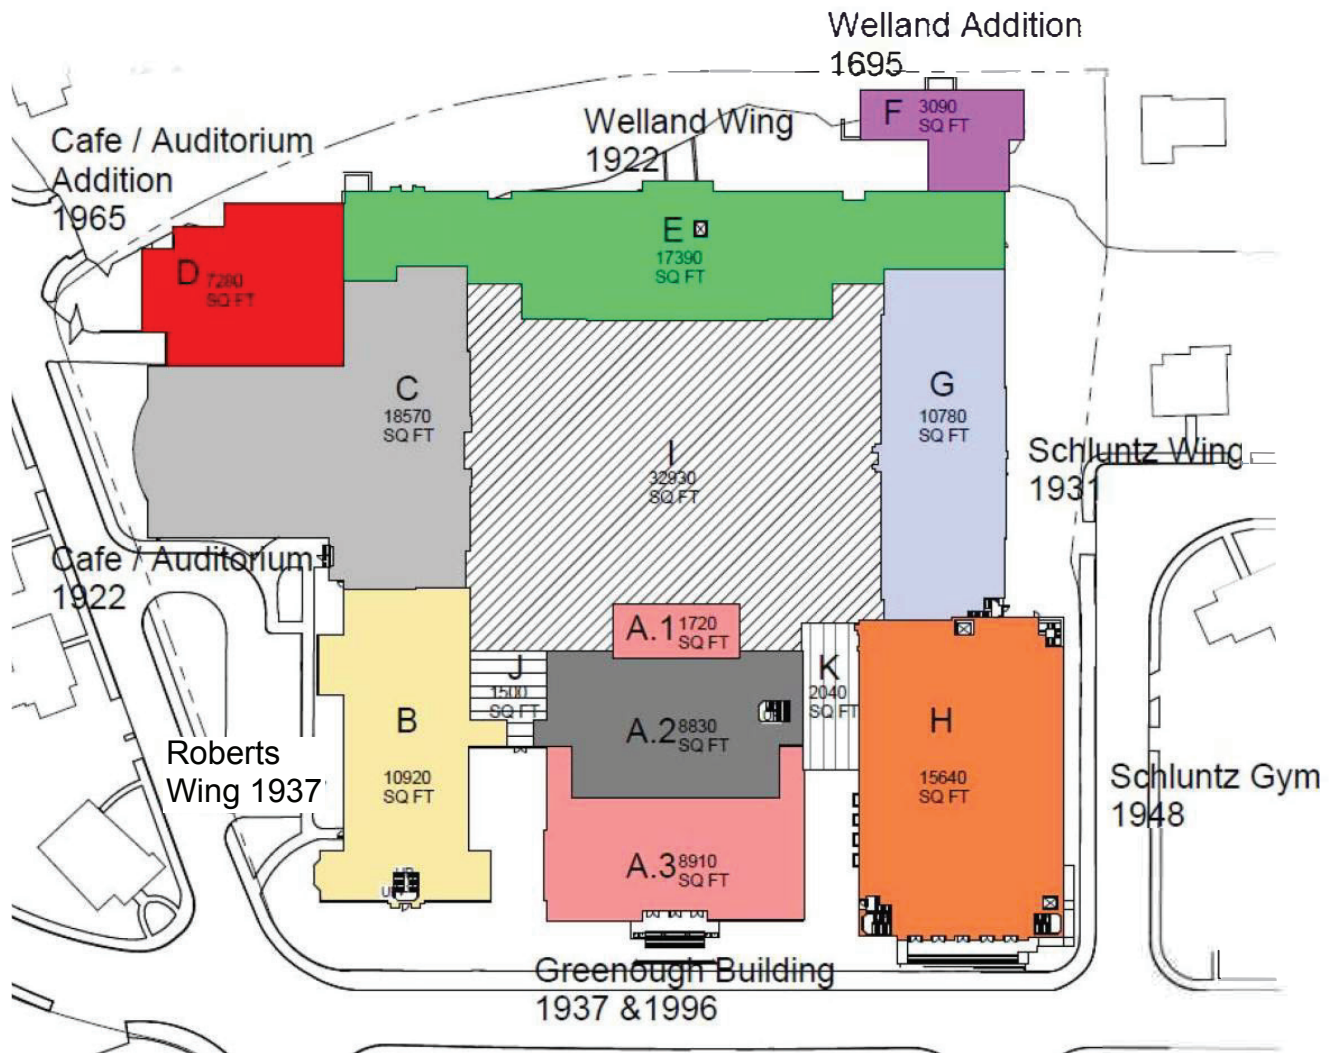 Welland Addition
1695
F 3090
SQ FT
Welland Wing
1922
Cafe / Auditorium
Addition
1965
E
17390
SQ FT
D 7280
SQ FT
C
18570
SQ FT
G
10780
SQ FT
I
32930
SQ FT
Schluntz Wing
1931
Cafe / Auditorium
1922
A.1 1720
SQ FT
J
1500
SQ FT
K
2040
SQ FT
B
10920
SQ FT
A.2 8830
SQ FT
H
15640
SQ FT
Roberts
Wing 1937
Schluntz Gym
1948
A.3 8910
SQ FT
Greenough Building
1937 &1996